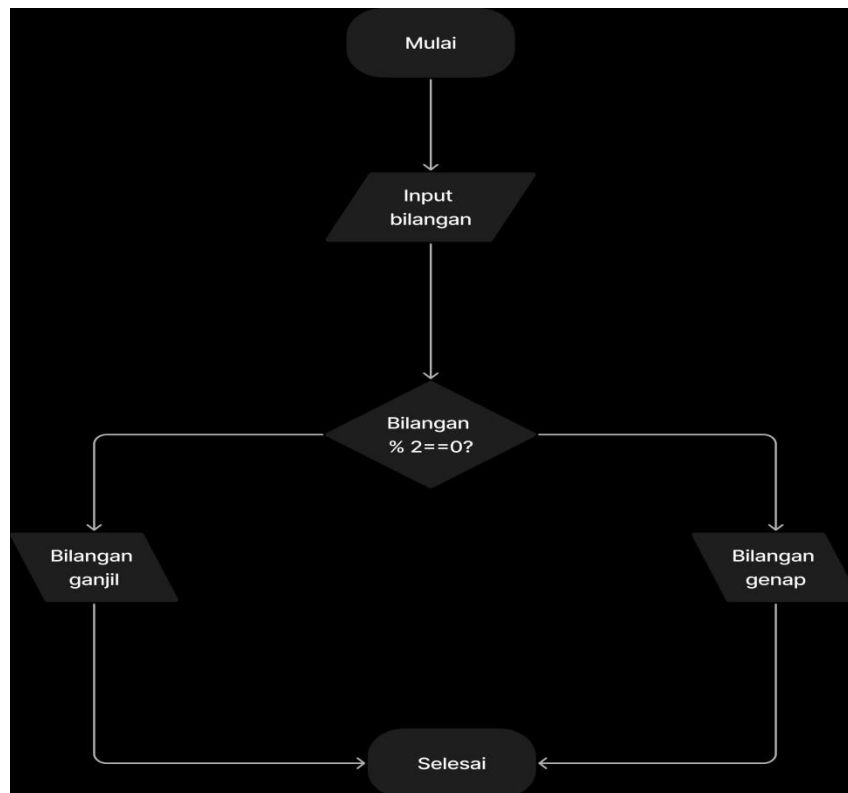 Mulai
Input
bilangan
Bilangan
% 2==0?
Bilangan
ganjil
Bilangan
genap
Selesai